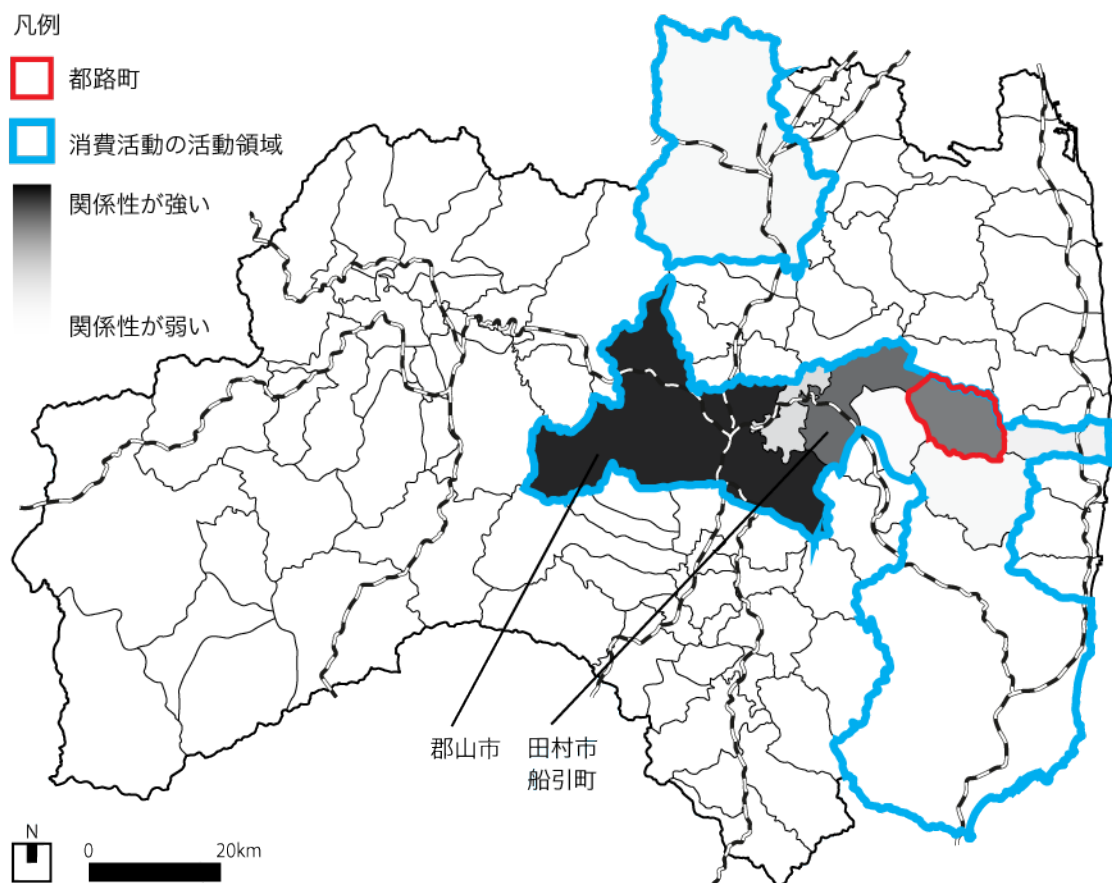 凡例
都路町
消費活動の活動領域
関係性が強い
関係性が弱い
郡山市
田村市
船引町
N
0
20km